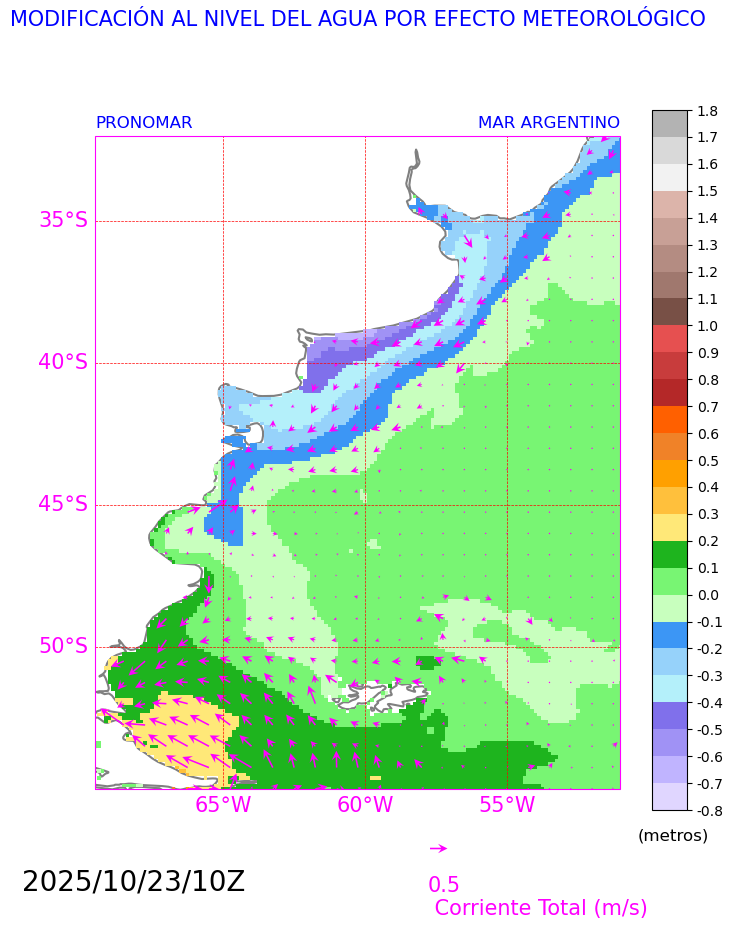 MODIFICACIÓN AL NIVEL DEL AGUA POR EFECTO METEOROLÓGICO
PRONOMAR MAR ARGENTINO
35°S
40°S
45°S
50°S
65°W 60°W 55°W
1.8
1.7
1.6
1.5
1.4
1.3
1.2
1.1
1.0
0.9
0.8
0.7
0.6
0.5
0.4
0.3
0.2
0.1
0.0
-0.1
-0.2
-0.3
-0.4
-0.5
-0.6
-0.7
-0.8
(metros)
2025/10/23/10Z
0.5
Corriente Total (m/s)